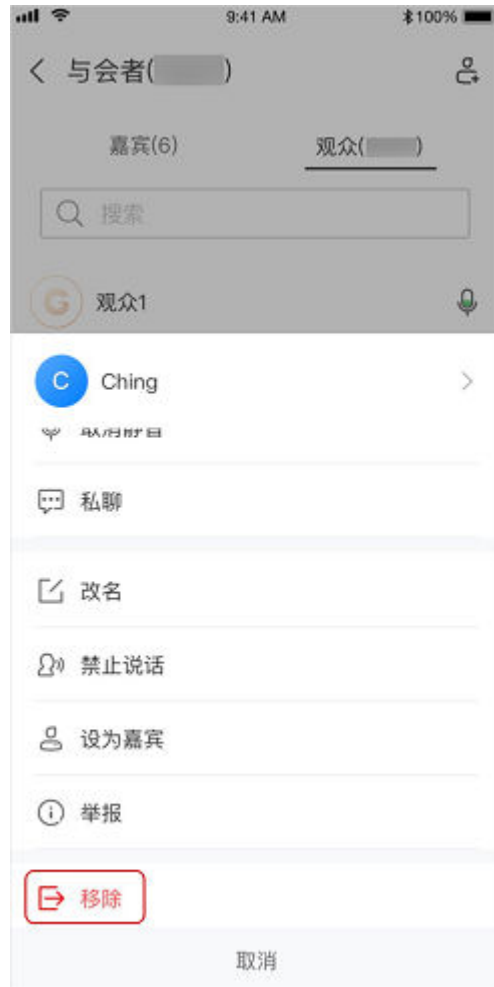 9:41 AM
100%
与会者( )
嘉宾(6)
观众( )
搜索
G 观众1
C Ching
私聊
改名
禁止说话
设为嘉宾
举报
移除
取消